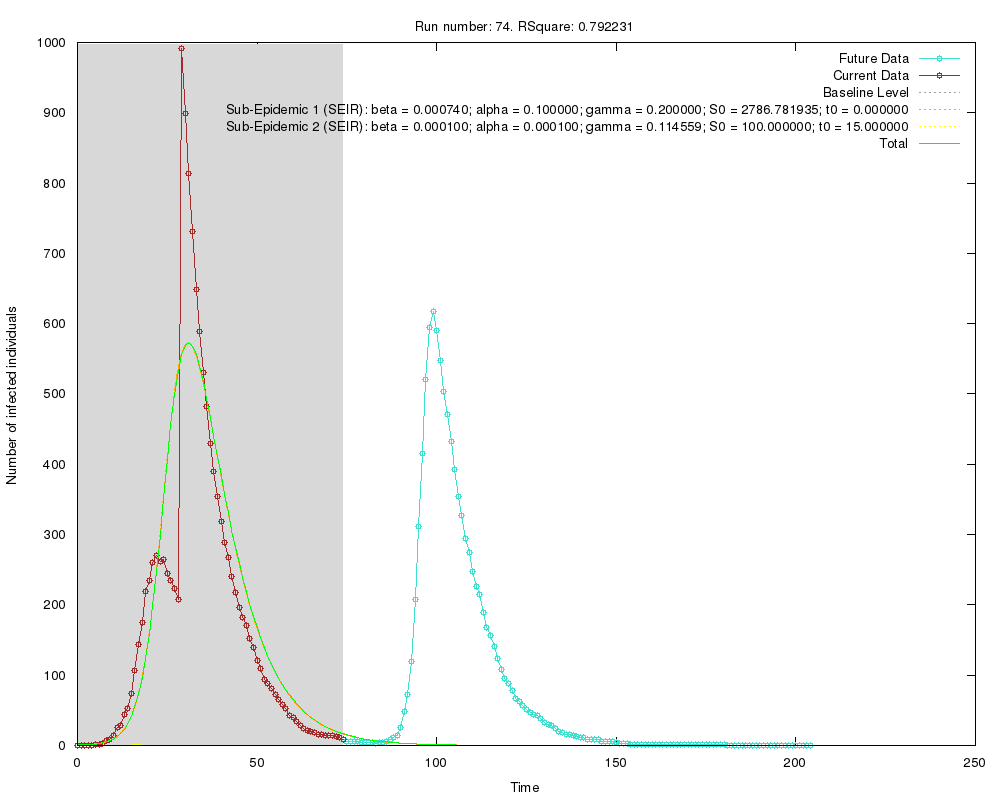 Run number: 74. RSquare: 0.792231
1000
900
800
700
600
500
400
300
200
100
0
Number of infected individuals
Future Data
Current Data
Baseline Level
Sub-Epidemic 1 (SEIR): beta = 0.000740; alpha = 0.100000; gamma = 0.200000; S0 = 2786.781935; t0 = 0.000000
Sub-Epidemic 2 (SEIR): beta = 0.000100; alpha = 0.000100; gamma = 0.114559; S0 = 100.000000; t0 = 15.000000
Total
0 50 100 150 200 250
Time